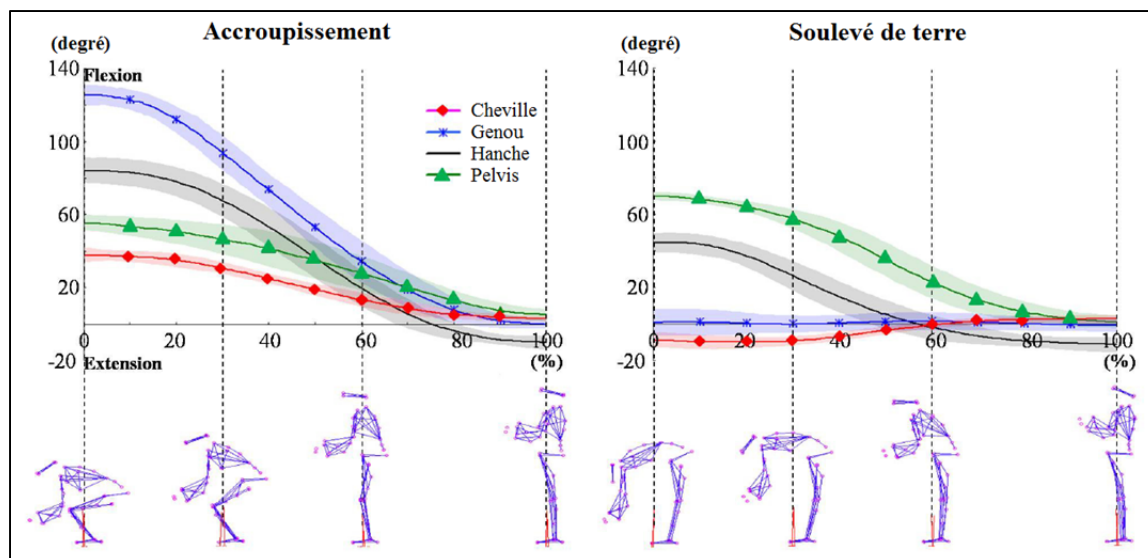 Accroupissement
(degré)
140
Flexion
100
60
20
-20
Extension
0
20
40
60
80
100
(%)
Cheville
Genou
Hanche
Pelvis
Soulevé de terre
(degré)
140
100
60
20
-20
0
20
40
60
80
100
(%)